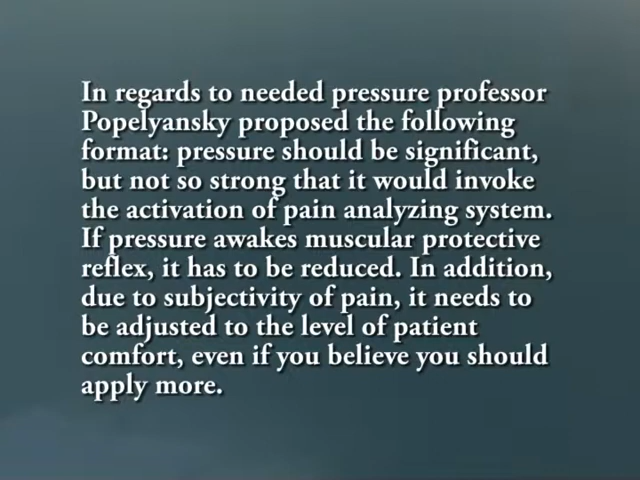 In regards to needed pressure professor
Popelyansky proposed the following
format: pressure should be significant,
but not so strong that it would invoke
the activation of pain analyzing system.
If pressure awakes muscular protective
reflex, it has to be reduced. In addition,
due to subjectivity of pain, it needs to
be adjusted to the level of patient
comfort, even if you believe you should
apply more.